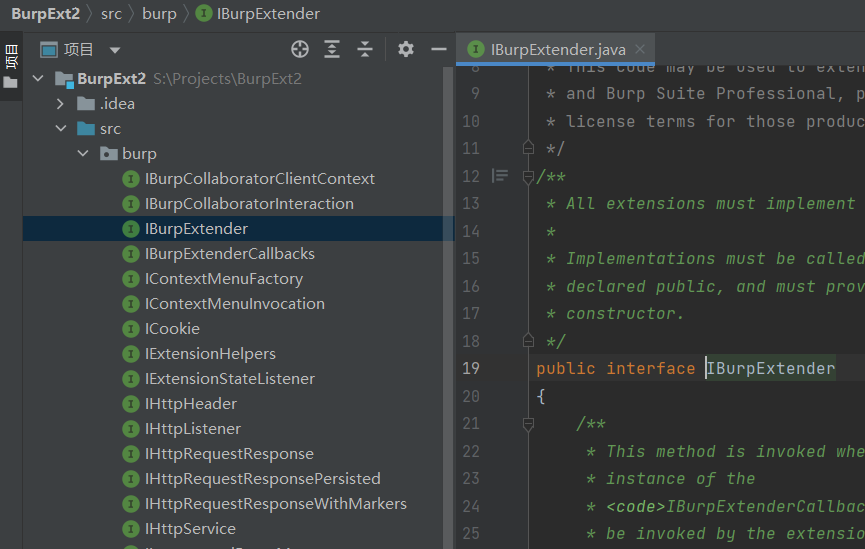 BurpExt2 〉 src 〉 burp 〉 IBurpExtender
项目
项目
BurpExt2 S:\Projects\BurpExt2
.idea
src
burp
IBurpCollaboratorClientContext
IBurpCollaboratorInteraction
IBurpExtender
IBurpExtenderCallbacks
IContextMenuFactory
IContextMenuInvocation
ICookie
IExtensionHelpers
IExtensionStateListener
IHttpHeader
IHttpListener
IHttpRequestResponse
IHttpRequestResponsePersisted
IHttpRequestResponseWithMarkers
IHttpService
IBurpExtender.java
8 * This code may be used to exten
9 * and Burp Suite Professional, p
10 * license terms for those produc
11 */
12 /**
13 * All extensions must implement
14 *
15 * Implementations must be called
16 * declared public, and must prov
17 * constructor.
18 */
19 public interface IBurpExtender
20 {
21 /**
22 * This method is invoked whe
23 * instance of the
24 * <code>IBurpExtenderCallbac
25 * be invoked by the extensio